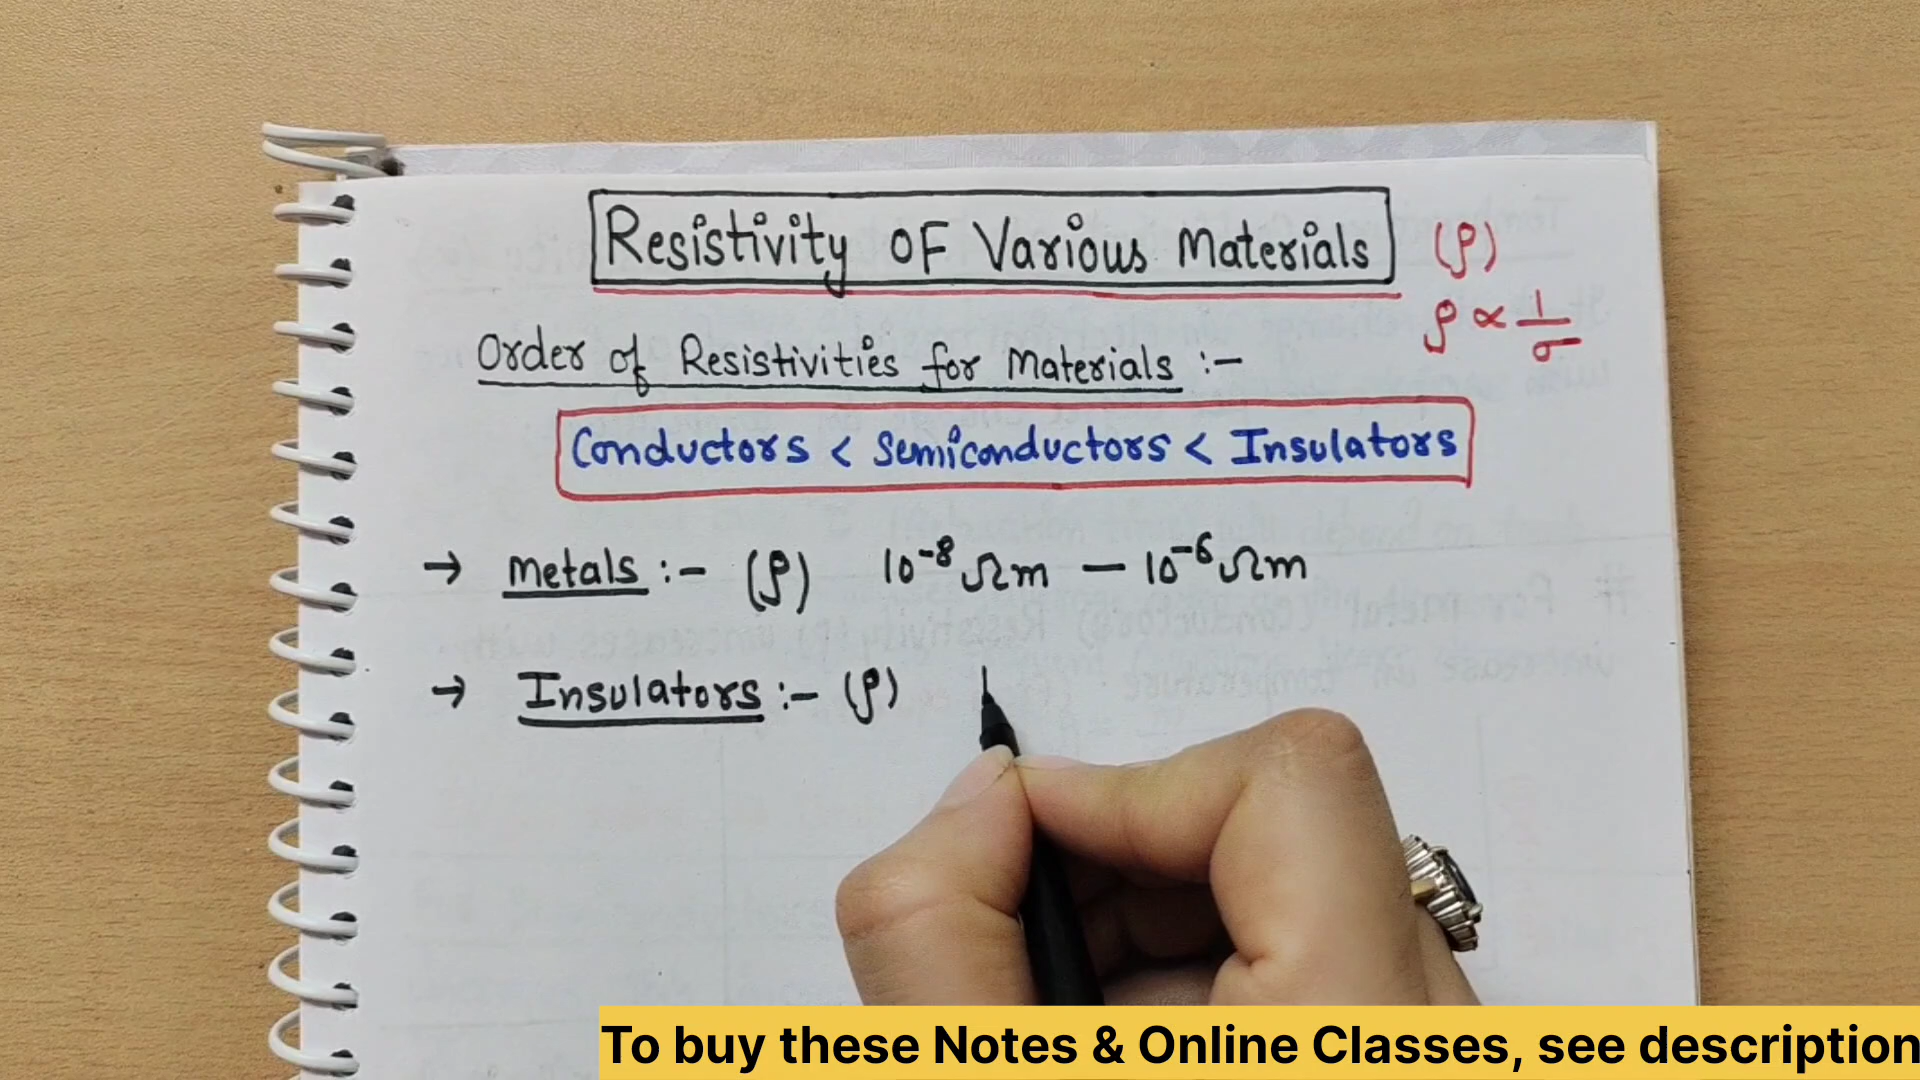 Resistivity OF Various Materials (ρ)
ρ ∝ 1/σ
Order of Resistivities for Materials :-
Conductors < Semiconductors < Insulators
→ Metals :- (ρ) 10⁻⁸ Ωm — 10⁻⁶ Ωm
→ Insulators :- (ρ) 1
To buy these Notes & Online Classes, see description